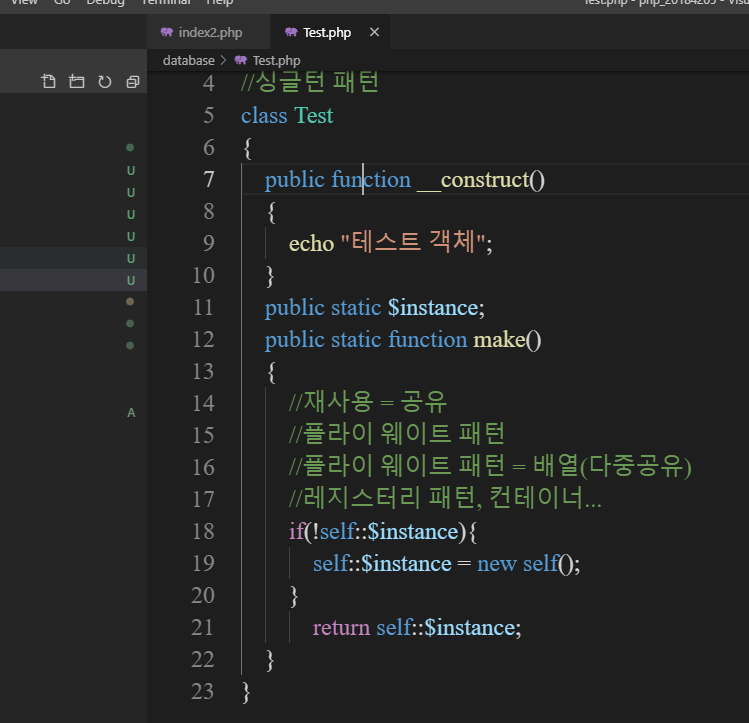 View Go Debug Terminal Help Test.php - php_20184205 - Visu
index2.php Test.php
database > Test.php
4 //싱글턴 패턴
5 class Test
6 {
7 public function __construct()
8 {
9 echo "테스트 객체";
10 }
11 public static $instance;
12 public static function make()
13 {
14 //재사용 = 공유
15 //플라이 웨이트 패턴
16 //플라이 웨이트 패턴 = 배열(다중공유)
17 //레지스터리 패턴, 컨테이너...
18 if(!self::$instance){
19 self::$instance = new self();
20 }
21 return self::$instance;
22 }
23 }
U
U
U
U
U
U
A